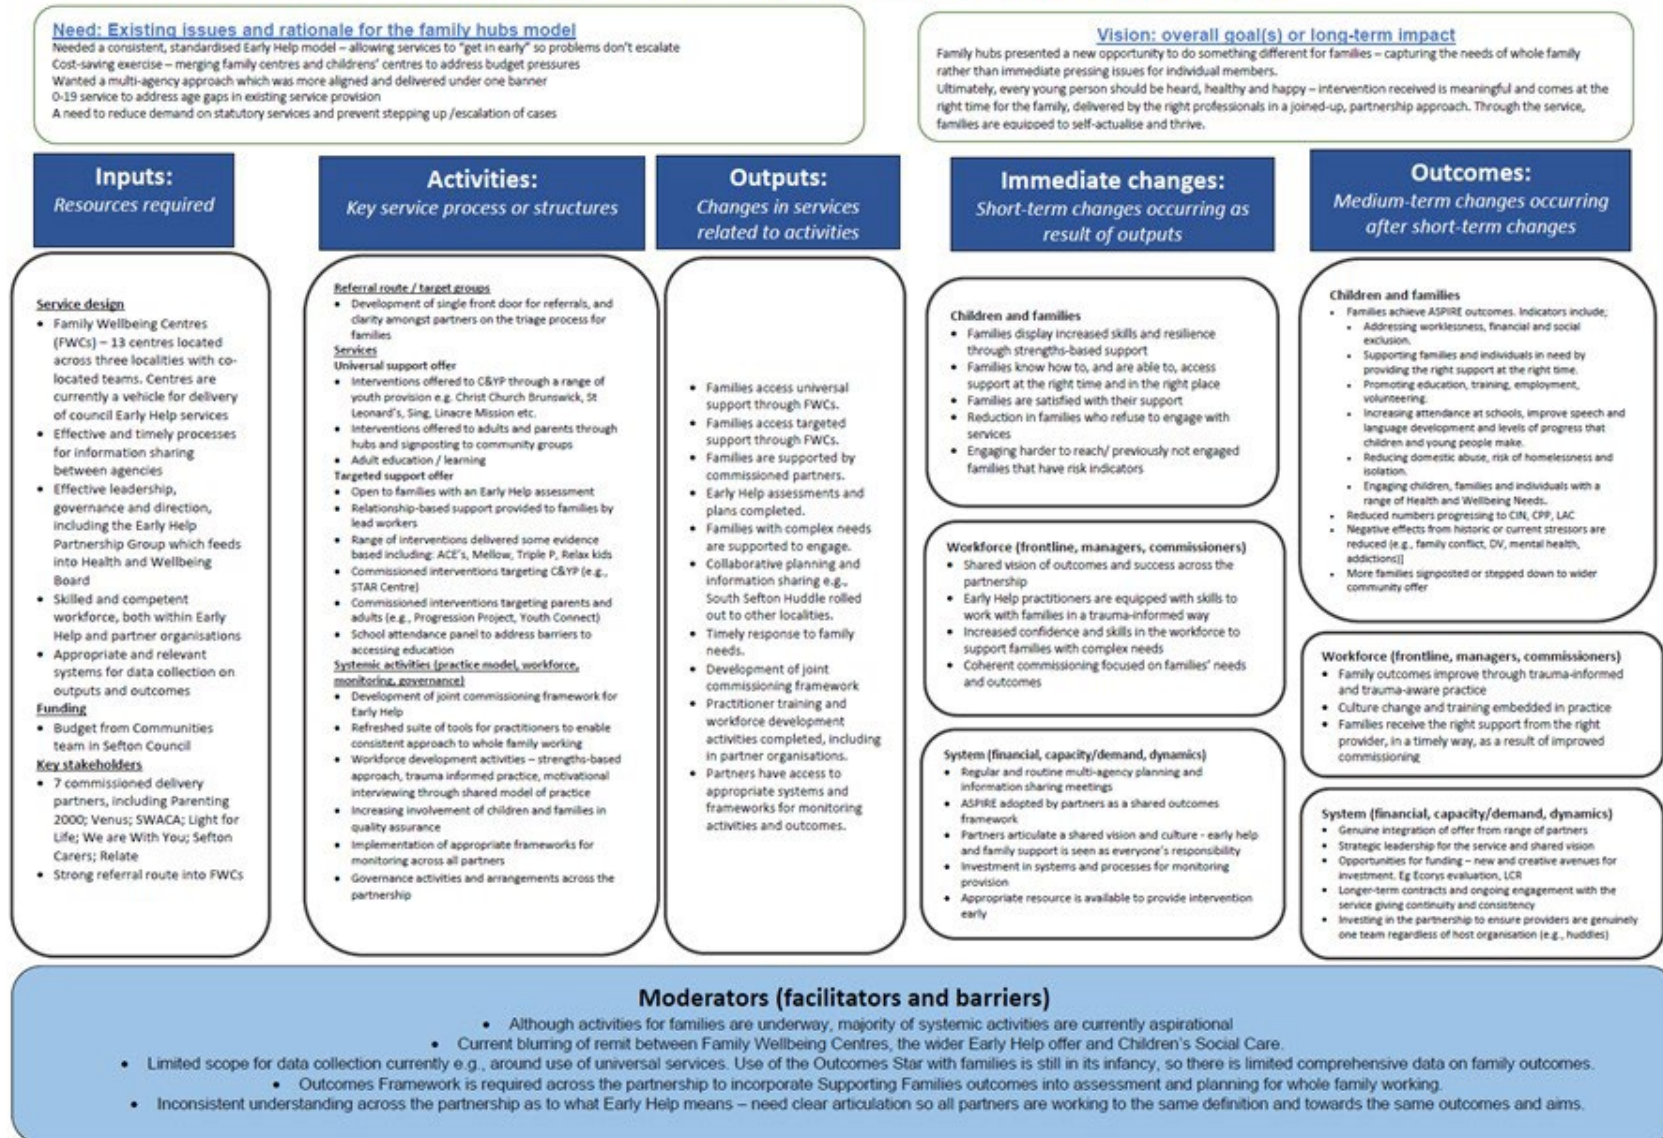 Need: Existing issues and rationale for the family hubs model
Needed a consistent, standardised Early Help model – allowing services to "get in early" so problems don't escalate
Cost-saving exercise – merging family centres and childrens' centres to address budget pressures
Wanted a multi-agency approach which was more aligned and delivered under one banner
0-19 service to address age gaps in existing service provision
A need to reduce demand on statutory services and prevent stepping up /escalation of cases
Vision: overall goal(s) or long-term impact
Family hubs presented a new opportunity to do something different for families – capturing the needs of whole family
rather than immediate pressing issues for individual members.
Ultimately, every young person should be heard, healthy and happy – intervention received is meaningful and comes at the
right time for the family, delivered by the right professionals in a joined-up, partnership approach. Through the service,
families are equipped to self-actualise and thrive.
Inputs:
Resources required
Service design
• Family Wellbeing Centres
(FWCs) – 13 centres located
across three localities with co-
located teams. Centres are
currently a vehicle for delivery
of council Early Help services
• Effective and timely processes
for information sharing
between agencies
• Effective leadership,
governance and direction,
including the Early Help
Partnership Group which feeds
into Health and Wellbeing
Board
• Skilled and competent
workforce, both within Early
Help and partner organisations
• Appropriate and relevant
systems for data collection on
outputs and outcomes
Funding
• Budget from Communities
team in Sefton Council
Key stakeholders
• 7 commissioned delivery
partners, including Parenting
2000; Venus; SWACA; Light for
Life; We are With You; Sefton
Carers; Relate
• Strong referral route into FWCs
Activities:
Key service process or structures
Referral route / target groups
• Development of single front door for referrals, and
clarity amongst partners on the triage process for
families
Services
Universal support offer
• Interventions offered to C&YP through a range of
youth provision e.g. Christ Church Brunswick, St
Leonard's, Sing, Linacre Mission etc.
• Interventions offered to adults and parents through
hubs and signposting to community groups
• Adult education / learning
Targeted support offer
• Open to families with an Early Help assessment
• Relationship-based support provided to families by
lead workers
• Range of interventions delivered some evidence
based including: ACE's, Mellow, Triple P, Relax kids
• Commissioned interventions targeting C&YP (e.g.,
STAR Centre)
• Commissioned interventions targeting parents and
adults (e.g., Progression Project, Youth Connect)
• School attendance panel to address barriers to
accessing education
Systemic activities (practice model, workforce,
monitoring, governance)
• Development of joint commissioning framework for
Early Help
• Refreshed suite of tools for practitioners to enable
consistent approach to whole family working
• Workforce development activities – strengths-based
approach, trauma informed practice, motivational
interviewing through shared model of practice
• Increasing involvement of children and families in
quality assurance
• Implementation of appropriate frameworks for
monitoring across all partners
• Governance activities and arrangements across the
partnership
Outputs:
Changes in services
related to activities
• Families access universal
support through FWCs.
• Families access targeted
support through FWCs.
• Families are supported by
commissioned partners.
• Early Help assessments and
plans completed.
• Families with complex needs
are supported to engage.
• Collaborative planning and
information sharing e.g.,
South Sefton Huddle rolled
out to other localities.
• Timely response to family
needs.
• Development of joint
commissioning framework
• Practitioner training and
workforce development
activities completed, including
in partner organisations.
• Partners have access to
appropriate systems and
frameworks for monitoring
activities and outcomes.
Immediate changes:
Short-term changes occurring as
result of outputs
Children and families
• Families display increased skills and resilience
through strengths-based support
• Families know how to, and are able to, access
support at the right time and in the right place
• Families are satisfied with their support
• Reduction in families who refuse to engage with
services
• Engaging harder to reach/ previously not engaged
families that have risk indicators
Workforce (frontline, managers, commissioners)
• Shared vision of outcomes and success across the
partnership
• Early Help practitioners are equipped with skills to
work with families in a trauma-informed way
• Increased confidence and skills in the workforce to
support families with complex needs
• Coherent commissioning focused on families' needs
and outcomes
System (financial, capacity/demand, dynamics)
• Regular and routine multi-agency planning and
information sharing meetings
• ASPIRE adopted by partners as a shared outcomes
framework
• Partners articulate a shared vision and culture - early help
and family support is seen as everyone's responsibility
• Investment in systems and processes for monitoring
provision
• Appropriate resource is available to provide intervention
early
Outcomes:
Medium-term changes occurring
after short-term changes
Children and families
• Families achieve ASPIRE outcomes. Indicators include;
• Addressing worklessness, financial and social
exclusion.
• Supporting families and individuals in need by
providing the right support at the right time.
• Promoting education, training, employment,
volunteering.
• Increasing attendance at schools, improve speech and
language development and levels of progress that
children and young people make.
• Reducing domestic abuse, risk of homelessness and
isolation.
• Engaging children, families and individuals with a
range of Health and Wellbeing Needs.
• Reduced numbers progressing to CIN, CPP, LAC
• Negative effects from historic or current stressors are
reduced (e.g., family conflict, DV, mental health,
addictions)]
• More families signposted or stepped down to wider
community offer
Workforce (frontline, managers, commissioners)
• Family outcomes improve through trauma-informed
and trauma-aware practice
• Culture change and training embedded in practice
• Families receive the right support from the right
provider, in a timely way, as a result of improved
commissioning
System (financial, capacity/demand, dynamics)
• Genuine integration of offer from range of partners
• Strategic leadership for the service and shared vision
• Opportunities for funding – new and creative avenues for
investment. Eg Ecorys evaluation, LCR
• Longer-term contracts and ongoing engagement with the
service giving continuity and consistency
• Investing in the partnership to ensure providers are genuinely
one team regardless of host organisation (e.g., huddles)
Moderators (facilitators and barriers)
• Although activities for families are underway, majority of systemic activities are currently aspirational
• Current blurring of remit between Family Wellbeing Centres, the wider Early Help offer and Children's Social Care.
• Limited scope for data collection currently e.g., around use of universal services. Use of the Outcomes Star with families is still in its infancy, so there is limited comprehensive data on family outcomes.
• Outcomes Framework is required across the partnership to incorporate Supporting Families outcomes into assessment and planning for whole family working.
• Inconsistent understanding across the partnership as to what Early Help means – need clear articulation so all partners are working to the same definition and towards the same outcomes and aims.